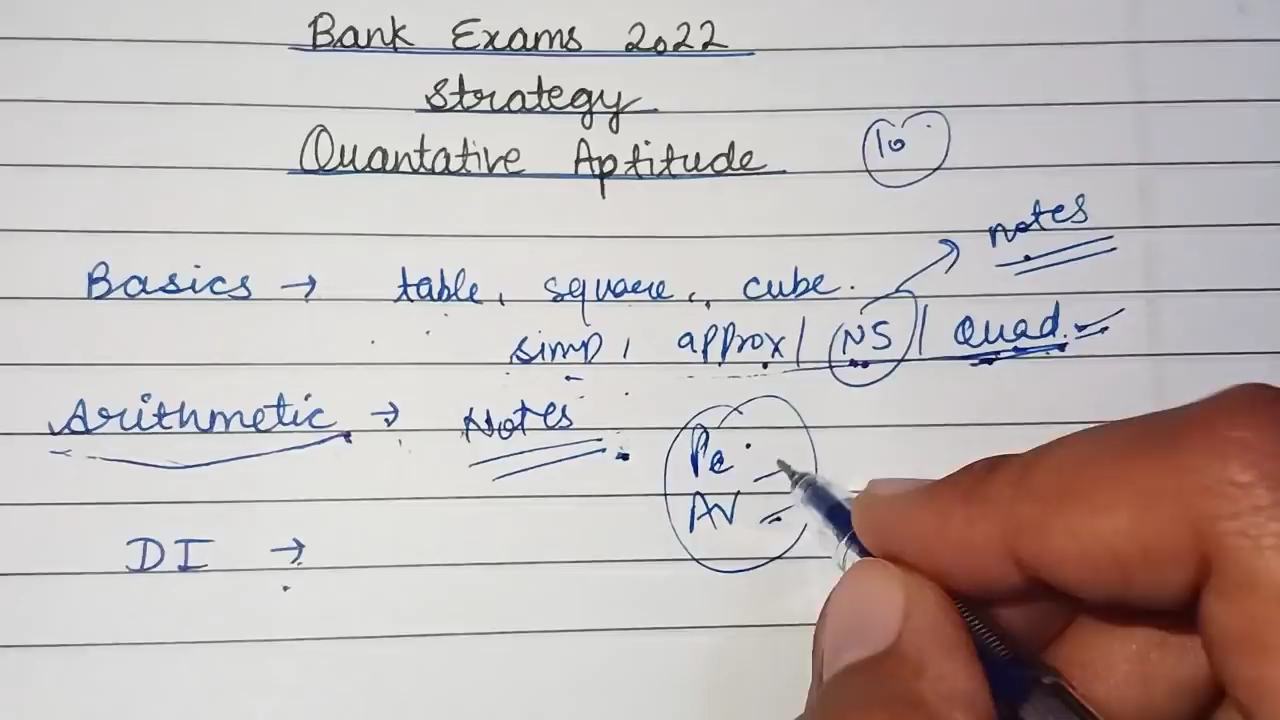 Bank Exams 2022
Strategy
Quantative Aptitude 10
notes
Basics → table, square, cube.
simp, approx / NS / Quad.
Arithmetic → Notes
Pe
AV
DI →